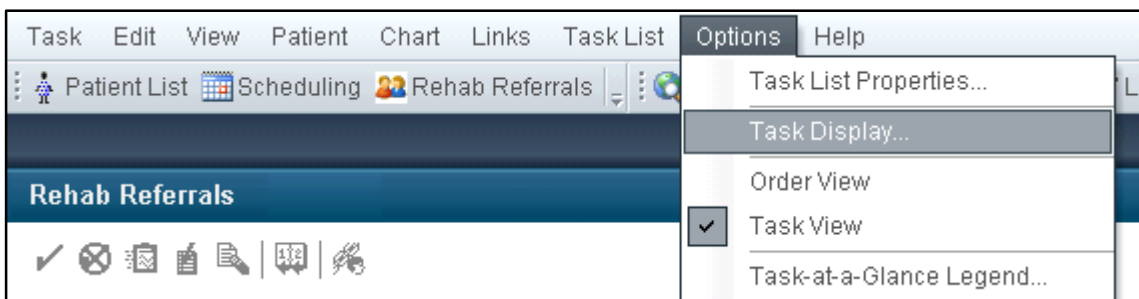 Task Edit View Patient Chart Links Task List Options Help
Patient List Scheduling Rehab Referrals L
Task List Properties...
Task Display...
Order View
Rehab Referrals
Task View
Task-at-a-Glance Legend...